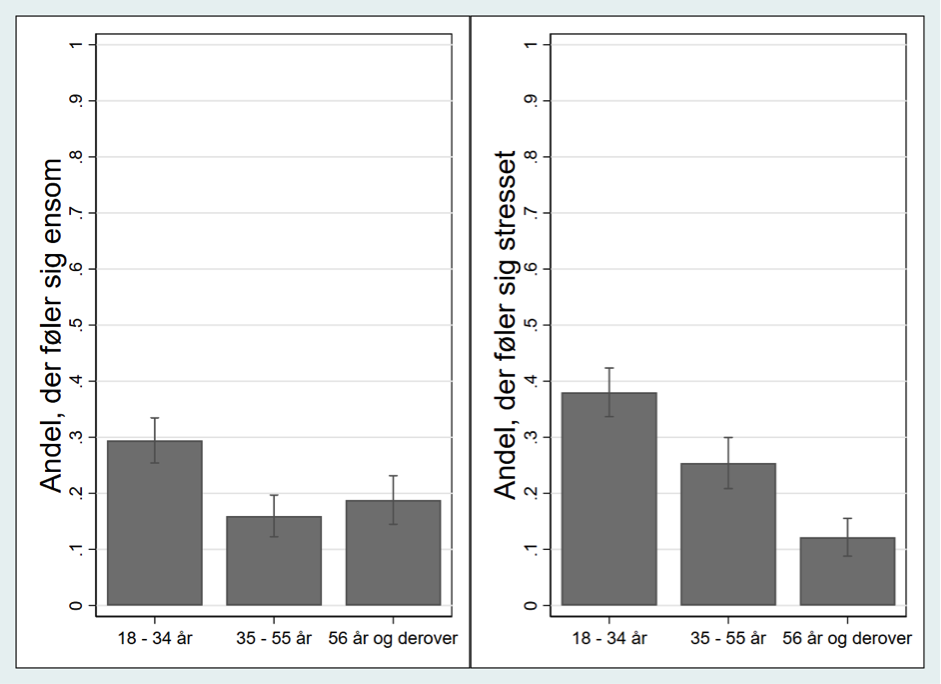 Andel, der føler sig ensom
1
.9
.8
.7
.6
.5
.4
.3
.2
.1
0
18 - 34 år
35 - 55 år
56 år og derover
Andel, der føler sig stresset
1
.9
.8
.7
.6
.5
.4
.3
.2
.1
0
18 - 34 år
35 - 55 år
56 år og derover